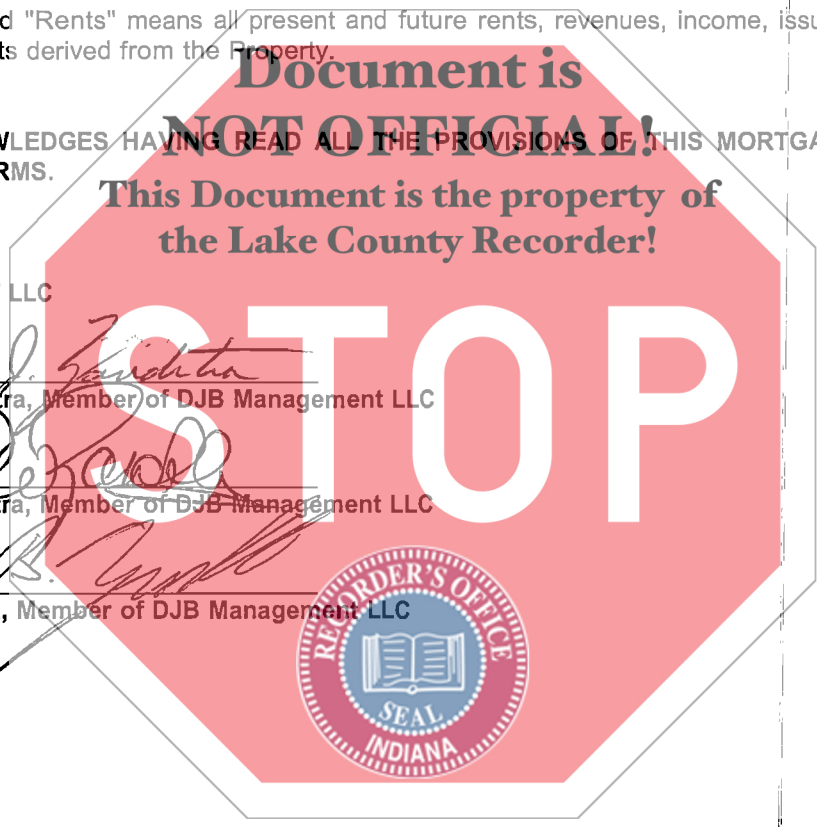 d "Rents" means all present and future rents, revenues, income, issu
ts derived from the Property.
Document is
NOT OFFICIAL!
WLEDGES HAVING READ ALL THE PROVISIONS OF THIS MORTGA
RMS.
This Document is the property of
the Lake County Recorder!
LLC
STOP
ra, Member of DJB Management LLC
tra, Member of DJB Management LLC
, Member of DJB Management LLC
RECORDER'S OFFICE
SEAL
INDIANA